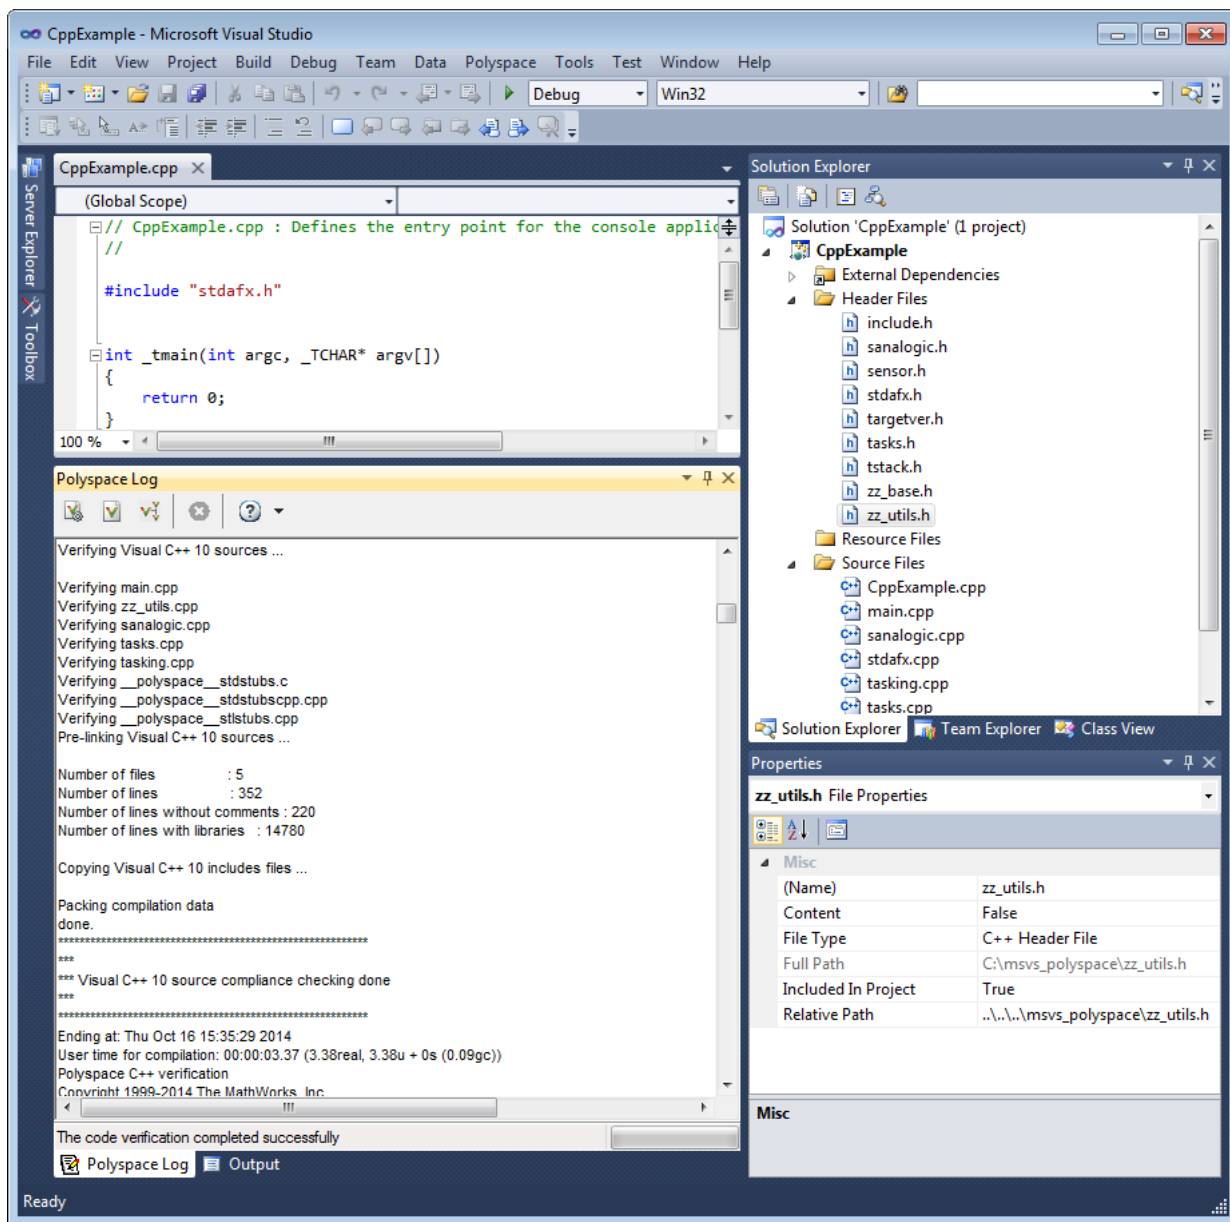 CppExample - Microsoft Visual Studio
File Edit View Project Build Debug Team Data Polyspace Tools Test Window Help
Debug Win32
Server Explorer
Toolbox
CppExample.cpp
(Global Scope)
// CppExample.cpp : Defines the entry point for the console applic
//
#include "stdafx.h"
int _tmain(int argc, _TCHAR* argv[])
{
return 0;
}
100 %
Polyspace Log
Verifying Visual C++ 10 sources ...
Verifying main.cpp
Verifying zz_utils.cpp
Verifying sanalogic.cpp
Verifying tasks.cpp
Verifying tasking.cpp
Verifying __polyspace__stdstubs.c
Verifying __polyspace__stdstubscpp.cpp
Verifying __polyspace__stlstubs.cpp
Pre-linking Visual C++ 10 sources ...
Number of files : 5
Number of lines : 352
Number of lines without comments : 220
Number of lines with libraries : 14780
Copying Visual C++ 10 includes files ...
Packing compilation data
done.
************************************************************
***
*** Visual C++ 10 source compliance checking done
***
************************************************************
Ending at: Thu Oct 16 15:35:29 2014
User time for compilation: 00:00:03.37 (3.38real, 3.38u + 0s (0.09gc))
Polyspace C++ verification
Copyright 1999-2014 The MathWorks, Inc
The code verification completed successfully
Polyspace Log Output
Ready
Solution Explorer
Solution 'CppExample' (1 project)
CppExample
External Dependencies
Header Files
include.h
sanalogic.h
sensor.h
stdafx.h
targetver.h
tasks.h
tstack.h
zz_base.h
zz_utils.h
Resource Files
Source Files
CppExample.cpp
main.cpp
sanalogic.cpp
stdafx.cpp
tasking.cpp
tasks.cpp
Solution Explorer Team Explorer Class View
Properties
zz_utils.h File Properties
Misc
(Name) zz_utils.h
Content False
File Type C++ Header File
Full Path C:\msvs_polyspace\zz_utils.h
Included In Project True
Relative Path ..\..\..\msvs_polyspace\zz_utils.h
Misc